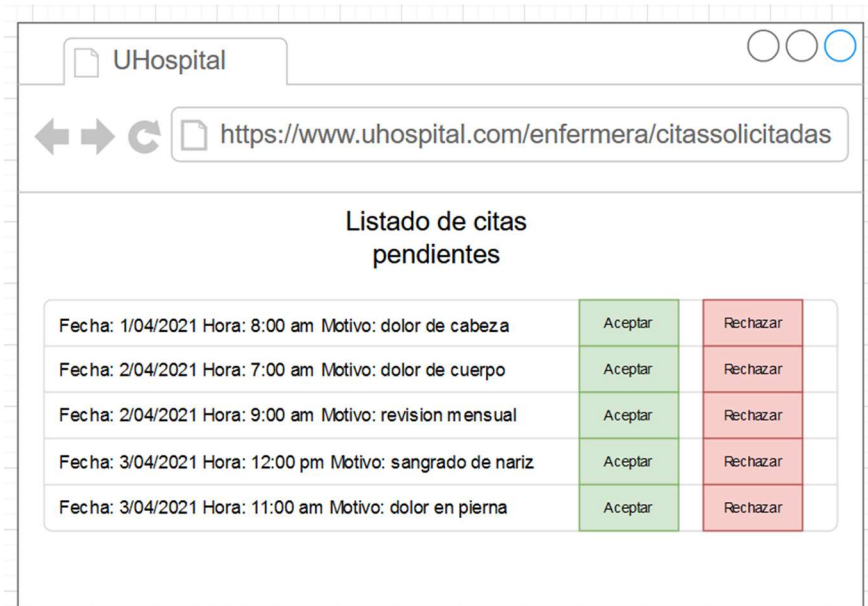 UHospital
https://www.uhospital.com/enfermera/citassolicitadas
Listado de citas
pendientes
Fecha: 1/04/2021 Hora: 8:00 am Motivo: dolor de cabeza Aceptar Rechazar
Fecha: 2/04/2021 Hora: 7:00 am Motivo: dolor de cuerpo Aceptar Rechazar
Fecha: 2/04/2021 Hora: 9:00 am Motivo: revision mensual Aceptar Rechazar
Fecha: 3/04/2021 Hora: 12:00 pm Motivo: sangrado de nariz Aceptar Rechazar
Fecha: 3/04/2021 Hora: 11:00 am Motivo: dolor en pierna Aceptar Rechazar